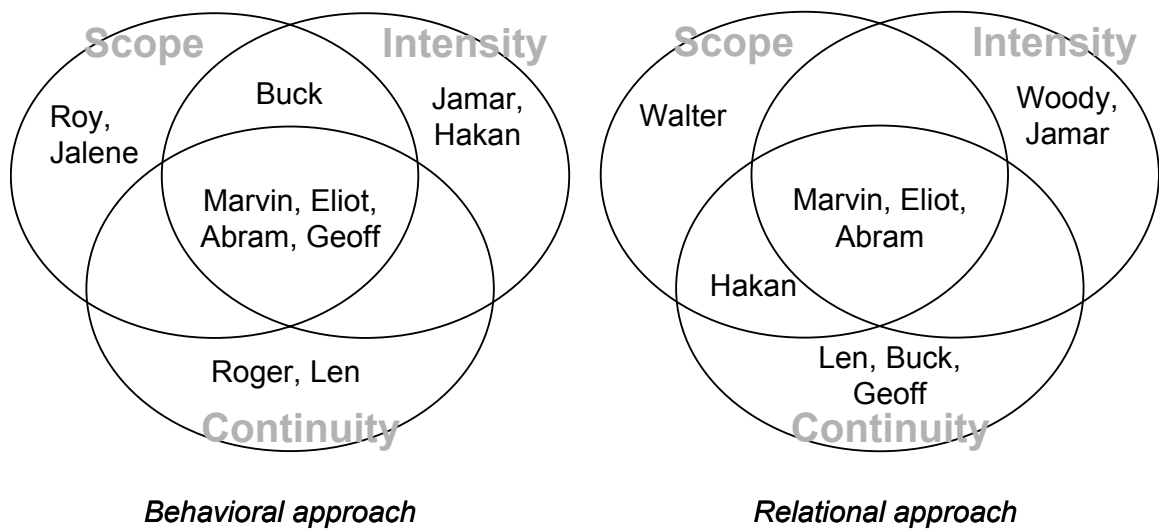 Scope
Intensity
Buck
Jamar,
Hakan
Roy,
Jalene
Marvin, Eliot,
Abram, Geoff
Roger, Len
Continuity
Behavioral approach
Scope
Intensity
Walter
Woody,
Jamar
Marvin, Eliot,
Abram
Hakan
Len, Buck,
Geoff
Continuity
Relational approach